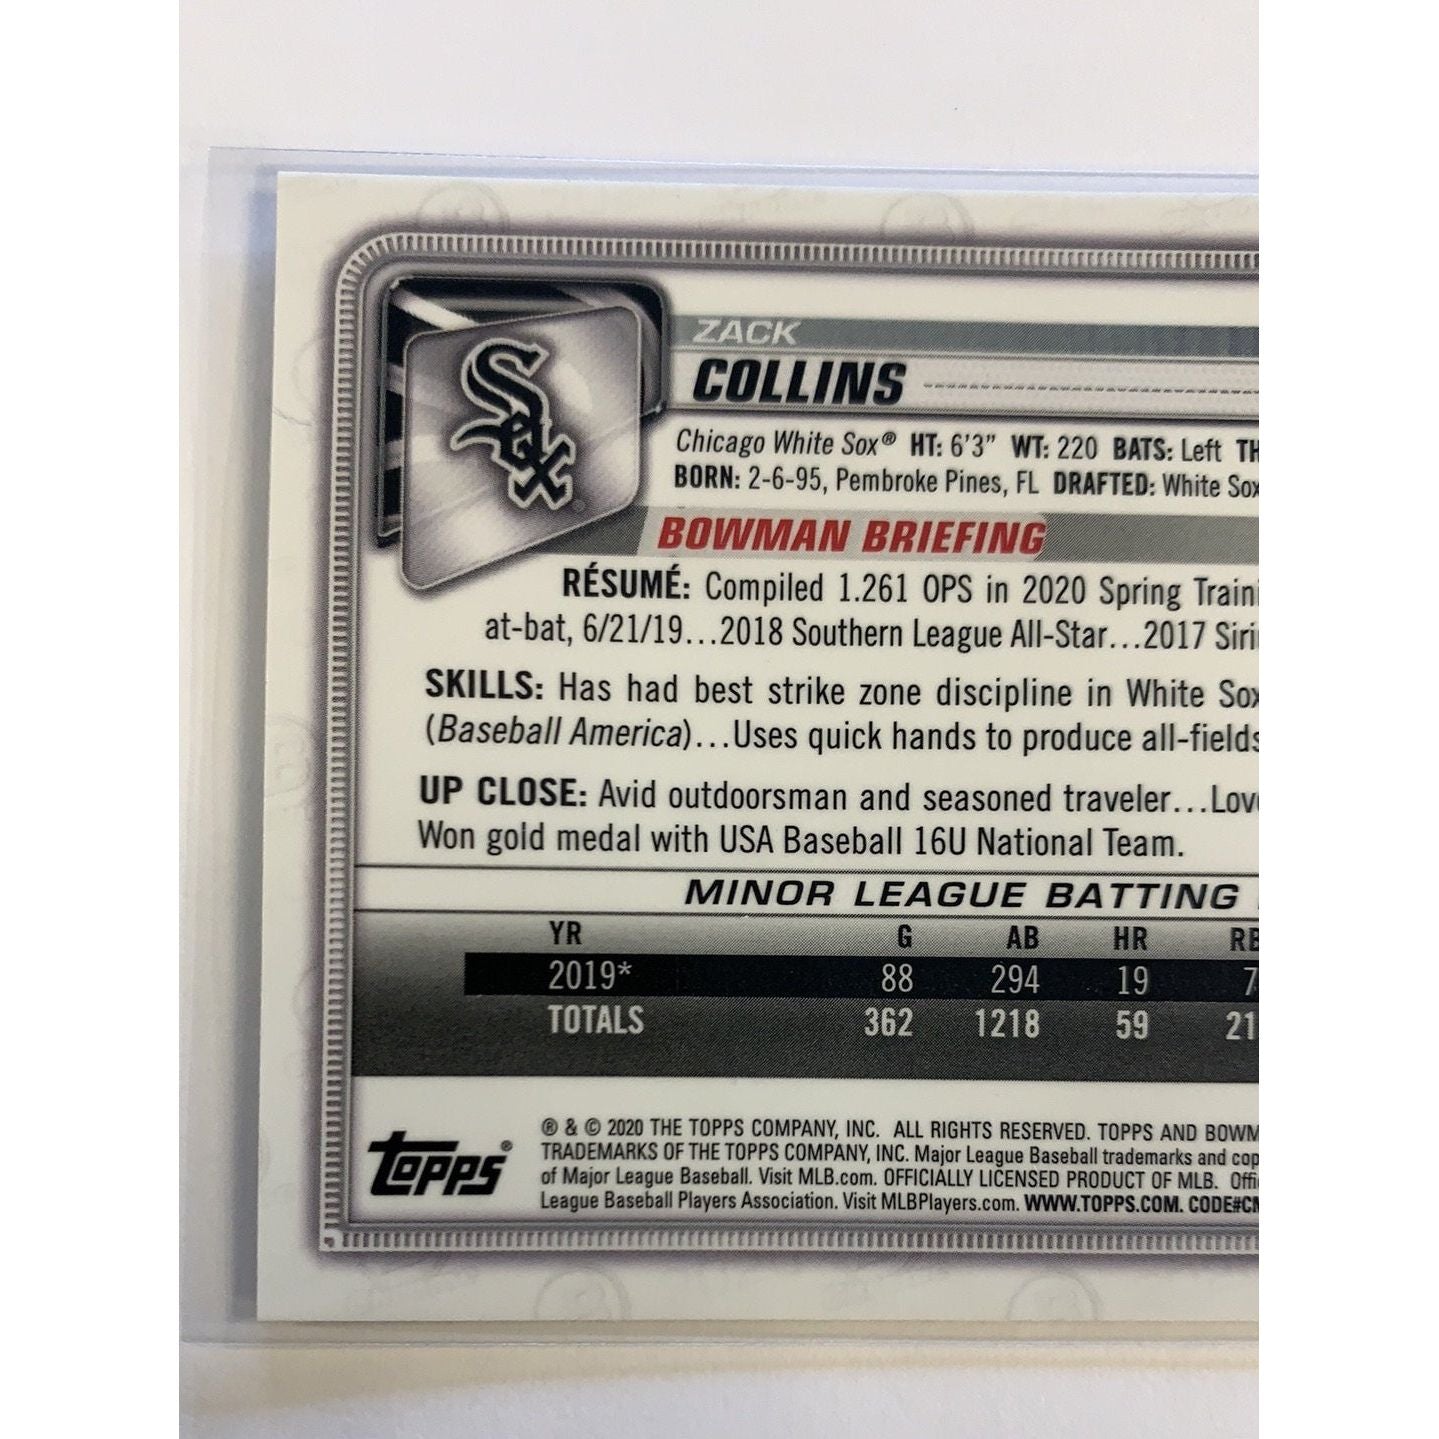 Sox
ZACK
COLLINS
Chicago White Sox® HT: 6'3" WT: 220 BATS: Left
BORN: 2-6-95, Pembroke Pines, FL DRAFTED: White Sox
BOWMAN BRIEFING
RÉSUMÉ: Compiled 1.261 OPS in 2020 Spring
at-bat, 6/21/19...2018 Southern League All-Star...2017
SKILLS: Has had best strike zone discipline in White Sox
(Baseball America)...Uses quick hands to produce all-fields
UP CLOSE: Avid outdoorsman and seasoned traveler...
Won gold medal with USA Baseball 16U National Team.
MINOR LEAGUE BATTING
YR G AB HR
2019* 88 294 19
TOTALS 362 1218 59
Topps®
® & © 2020 THE TOPPS COMPANY, INC. ALL RIGHTS RESERVED. TOPPS AND
TRADEMARKS OF THE TOPPS COMPANY, INC. Major League Baseball trademarks and
of Major League Baseball. Visit MLB.com. OFFICIALLY LICENSED PRODUCT OF MLB.
League Baseball Players Association. Visit MLBPlayers.com. WWW.TOPPS.COM.